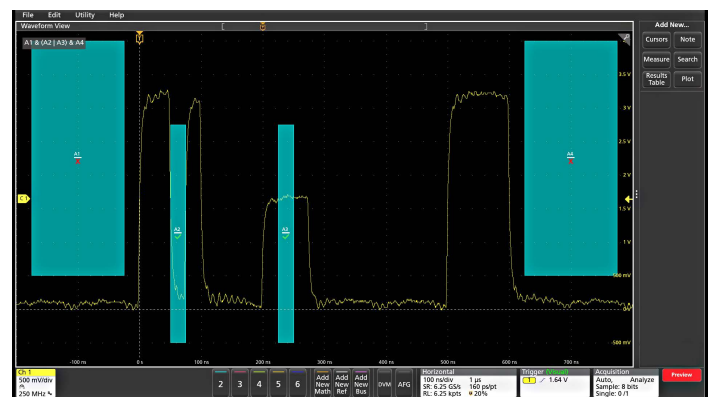 File Edit Utility Help
Waveform View
Add New...
A1 & (A2 | A3) & A4
Cursors Note
Measure Search
Results Table Plot
3.5 V
3 V
2.5 V
2 V
1.5 V
1 V
500 mV
0 V
-500 mV
A1
A2
A3
A4
C1
-100 ns 0 s 100 ns 200 ns 300 ns 400 ns 500 ns 600 ns 700 ns
Ch 1
500 mV/div
250 MHz
2 3 4 5 6
Add New Math
Add New Ref
Add New Bus
DVM AFG
Horizontal
100 ns/div 1 µs
SR: 6.25 GS/s 160 ps/pt
RL: 6.25 kpts 20%
Trigger (Visual)
1 1.64 V
Acquisition
Auto, Analyze
Sample: 8 bits
Single: 0/1
Preview